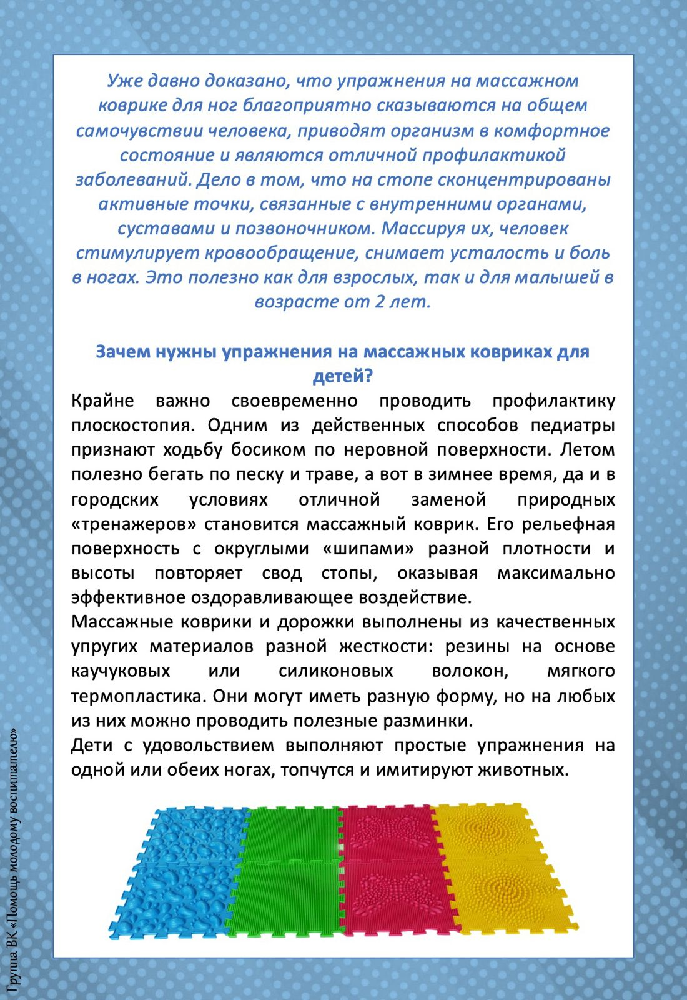 Уже давно доказано, что упражнения на массажном
коврике для ног благоприятно сказываются на общем
самочувствии человека, приводят организм в комфортное
состояние и являются отличной профилактикой
заболеваний. Дело в том, что на стопе сконцентрированы
активные точки, связанные с внутренними органами,
суставами и позвоночником. Массируя их, человек
стимулирует кровообращение, снимает усталость и боль
в ногах. Это полезно как для взрослых, так и для малышей в
возрасте от 2 лет.
Зачем нужны упражнения на массажных ковриках для
детей?
Крайне важно своевременно проводить профилактику
плоскостопия. Одним из действенных способов педиатры
признают ходьбу босиком по неровной поверхности. Летом
полезно бегать по песку и траве, а вот в зимнее время, да и в
городских условиях отличной заменой природных
«тренажеров» становится массажный коврик. Его рельефная
поверхность с округлыми «шипами» разной плотности и
высоты повторяет свод стопы, оказывая максимально
эффективное оздоравливающее воздействие.
Массажные коврики и дорожки выполнены из качественных
упругих материалов разной жесткости: резины на основе
каучуковых или силиконовых волокон, мягкого
термопластика. Они могут иметь разную форму, но на любых
из них можно проводить полезные разминки.
Дети с удовольствием выполняют простые упражнения на
одной или обеих ногах, топчутся и имитируют животных.
Группа ВК «Помощь молодому воспитателю»